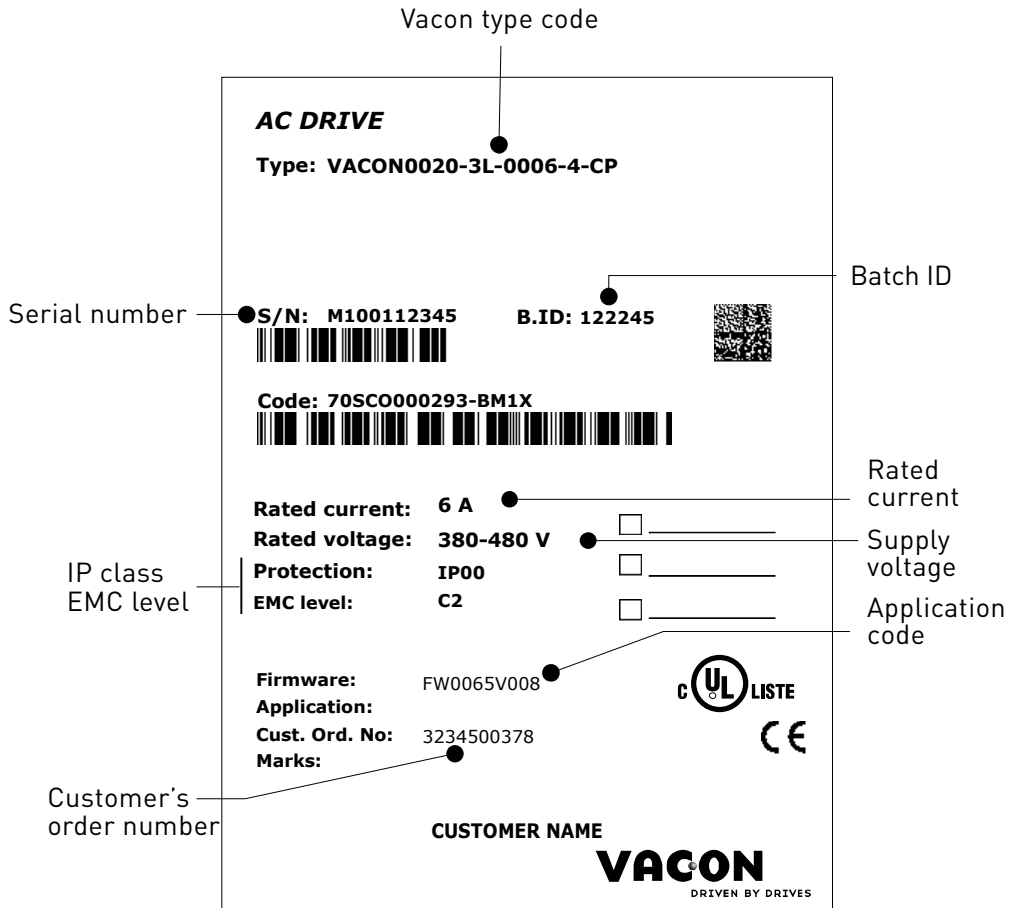 Vacon type code
AC DRIVE
Type: VACON0020-3L-0006-4-CP
Batch ID
Serial number
S/N: M100112345 B.ID: 122245
Code: 70SCO000293-BM1X
Rated
current
Rated current: 6 A
Rated voltage: 380-480 V
Supply
voltage
IP class
EMC level
Protection: IP00
EMC level: C2
Application
code
Firmware: FW0065V008
Application:
Cust. Ord. No: 3234500378
Marks:
C UL LISTE
CE
Customer's
order number
CUSTOMER NAME
VACON
DRIVEN BY DRIVES